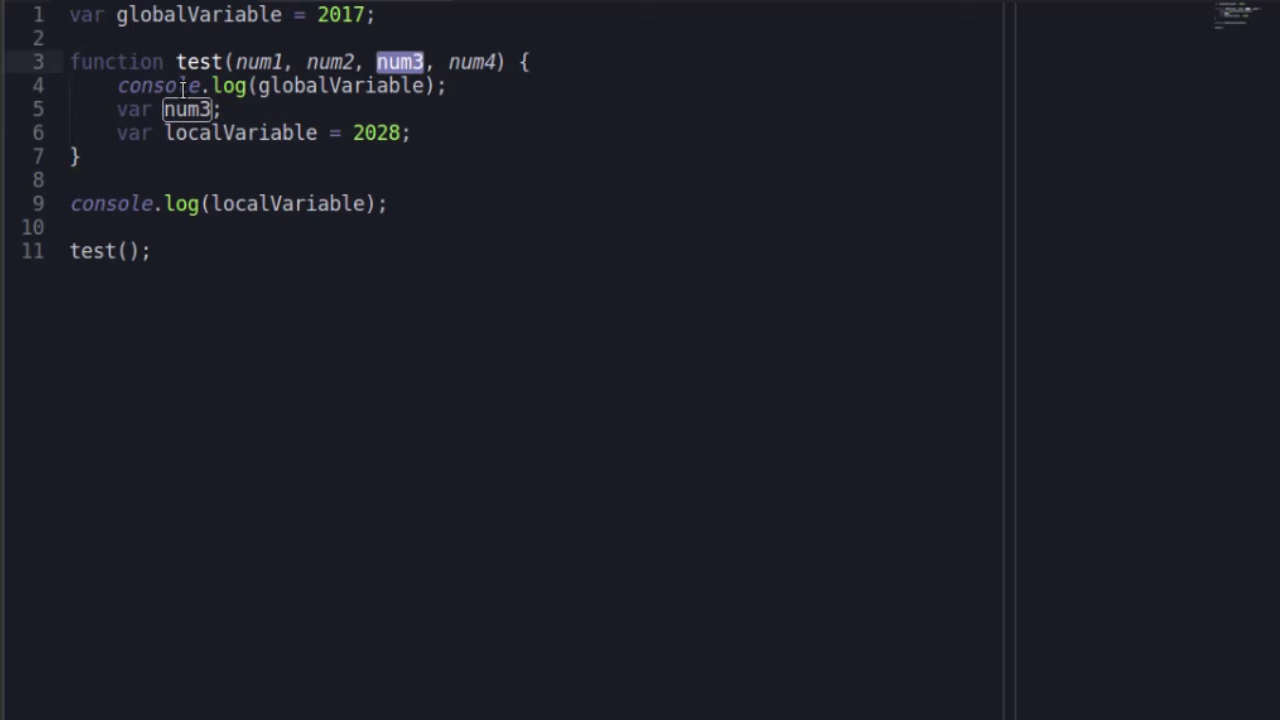 1 var globalVariable = 2017;
2
3 function test(num1, num2, num3, num4) {
4 console.log(globalVariable);
5 var num3;
6 var localVariable = 2028;
7 }
8
9 console.log(localVariable);
10
11 test();